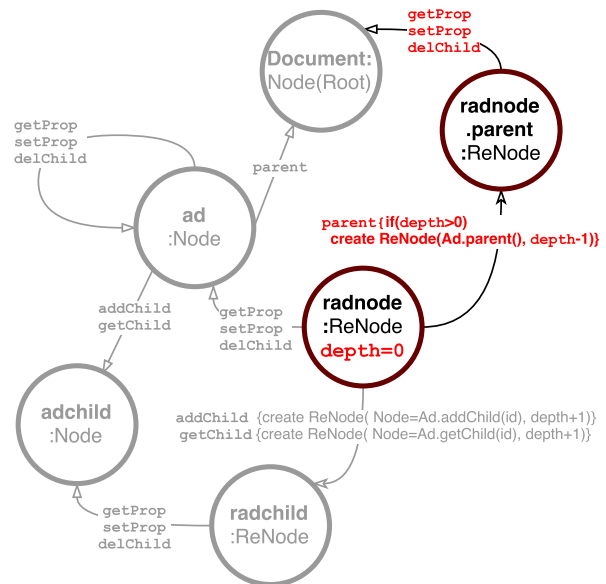 getProp
setProp
delChild
Document:
Node(Root)
radnode
.parent
:ReNode
getProp
setProp
delChild
parent
ad
:Node
parent{if(depth>0)
create ReNode(Ad.parent(), depth-1)}
addChild
getChild
getProp
setProp
delChild
radnode
:ReNode
depth=0
adchild
:Node
addChild {create ReNode( Node=Ad.addChild(id), depth+1)}
getChild {create ReNode( Node=Ad.getChild(id), depth+1)}
getProp
setProp
delChild
radchild
:ReNode